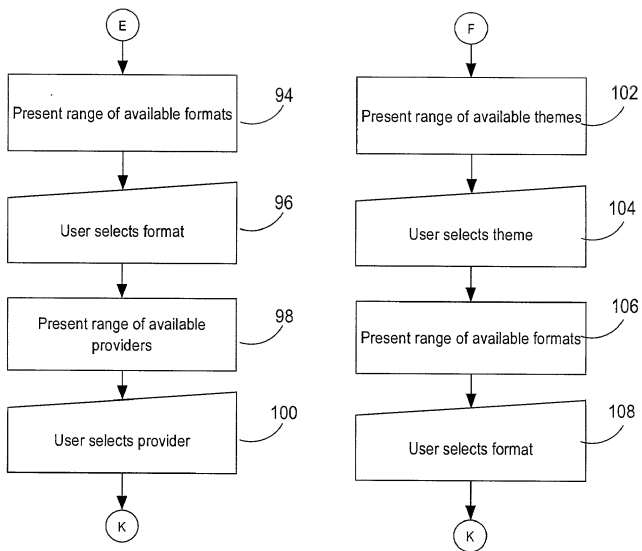 E
Present range of available formats
94
User selects format
96
Present range of available
providers
98
User selects provider
100
K
F
Present range of available themes
102
User selects theme
104
Present range of available formats
106
User selects format
108
K